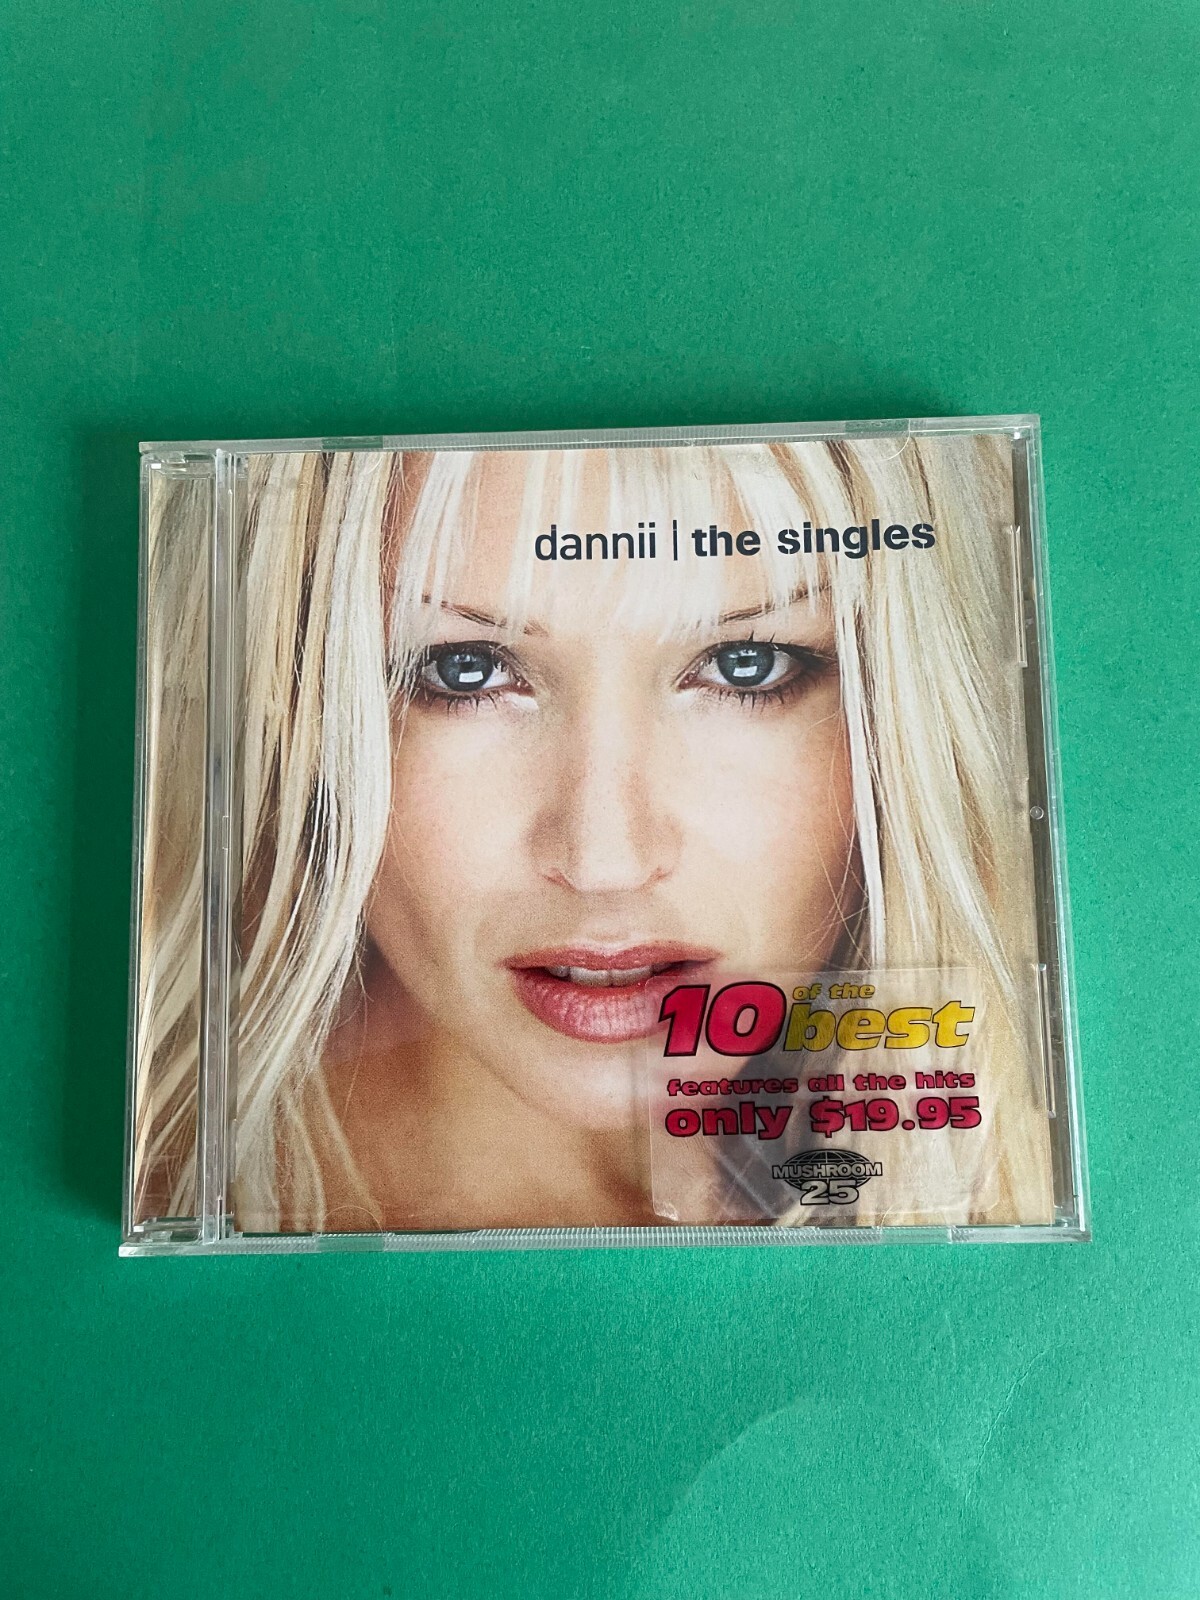 dannii | the singles
10 of the best
features all the hits
only $19.95
MUSHROOM
25